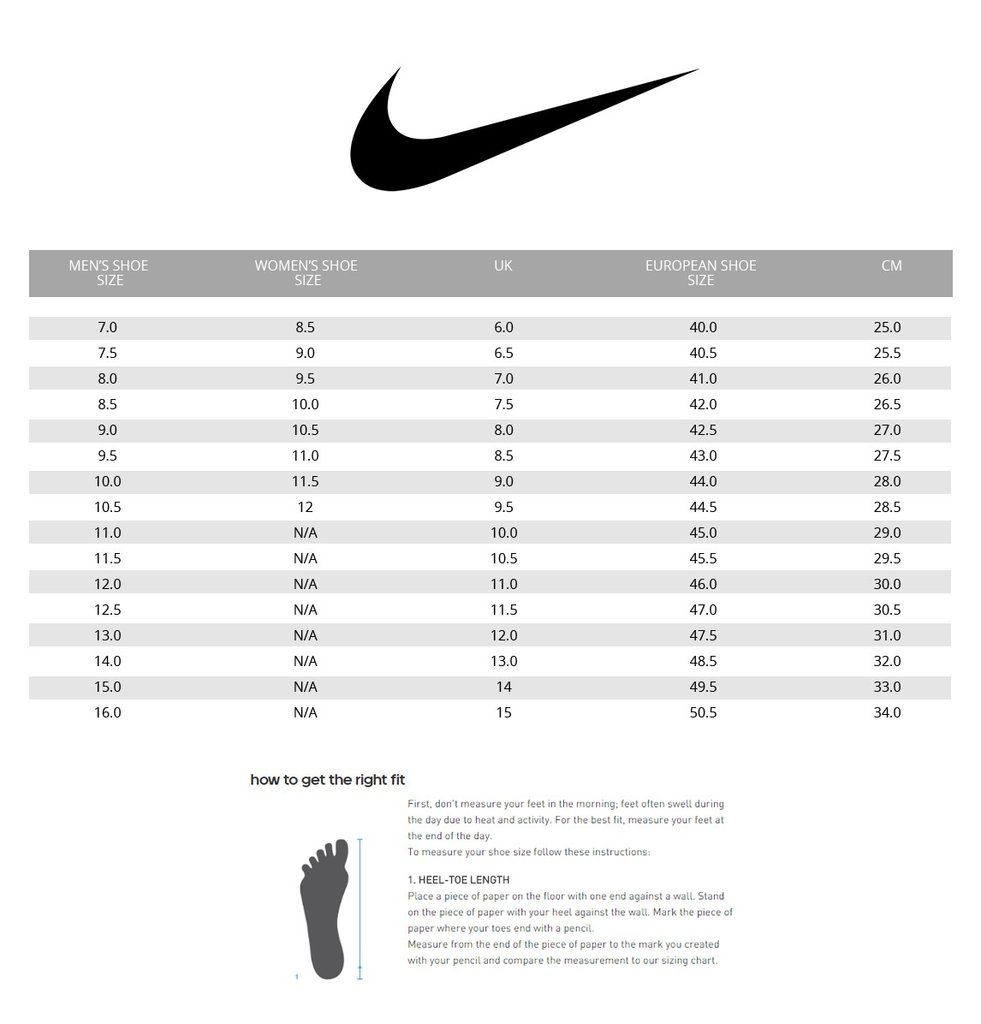 MEN'S SHOE SIZE WOMEN'S SHOE SIZE UK EUROPEAN SHOE SIZE CM
7.0 8.5 6.0 40.0 25.0
7.5 9.0 6.5 40.5 25.5
8.0 9.5 7.0 41.0 26.0
8.5 10.0 7.5 42.0 26.5
9.0 10.5 8.0 42.5 27.0
9.5 11.0 8.5 43.0 27.5
10.0 11.5 9.0 44.0 28.0
10.5 12 9.5 44.5 28.5
11.0 N/A 10.0 45.0 29.0
11.5 N/A 10.5 45.5 29.5
12.0 N/A 11.0 46.0 30.0
12.5 N/A 11.5 47.0 30.5
13.0 N/A 12.0 47.5 31.0
14.0 N/A 13.0 48.5 32.0
15.0 N/A 14 49.5 33.0
16.0 N/A 15 50.5 34.0
how to get the right fit
First, don't measure your feet in the morning; feet often swell during
the day due to heat and activity. For the best fit, measure your feet at
the end of the day.
To measure your shoe size follow these instructions:
1. HEEL-TOE LENGTH
Place a piece of paper on the floor with one end against a wall. Stand
on the piece of paper with your heel against the wall. Mark the piece of
paper where your toes end with a pencil.
Measure from the end of the piece of paper to the mark you created
with your pencil and compare the measurement to our sizing chart.
1